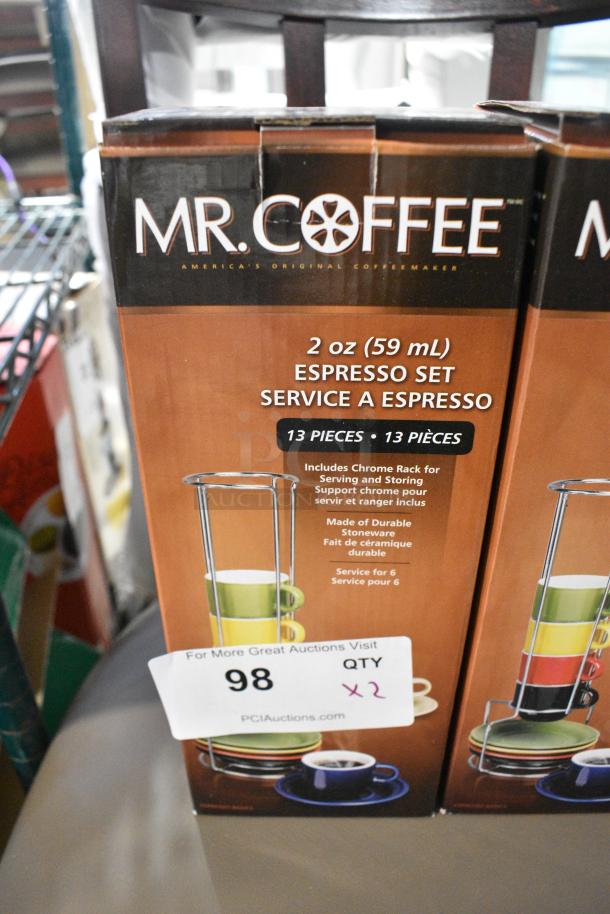 MR. COFFEE
AMERICA'S ORIGINAL COFFEEMAKER
2 oz (59 mL)
ESPRESSO SET
SERVICE A ESPRESSO
13 PIECES • 13 PIÈCES
Includes Chrome Rack for
Serving and Storing
Support chrome pour
servir et ranger inclus
Made of Durable
Stoneware
Fait de céramique
durable
Service for 6
Service pour 6
For More Great Auctions Visit
98
QTY
x2
PCIAuctions.com
M
PCI
AUCTIONS